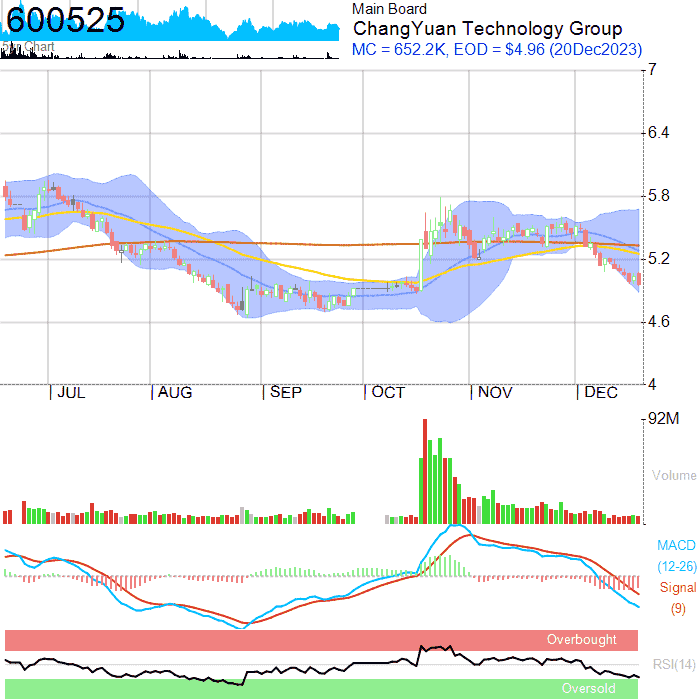 600525
5yr Chart
Main Board
ChangYuan Technology Group
MC = 652.2K, EOD = $4.96 (20Dec2023)
7
6.4
5.8
5.2
4.6
4
JUL
AUG
SEP
OCT
NOV
DEC
92M
Volume
MACD
(12-26)
Signal
(9)
Overbought
RSI(14)
Oversold